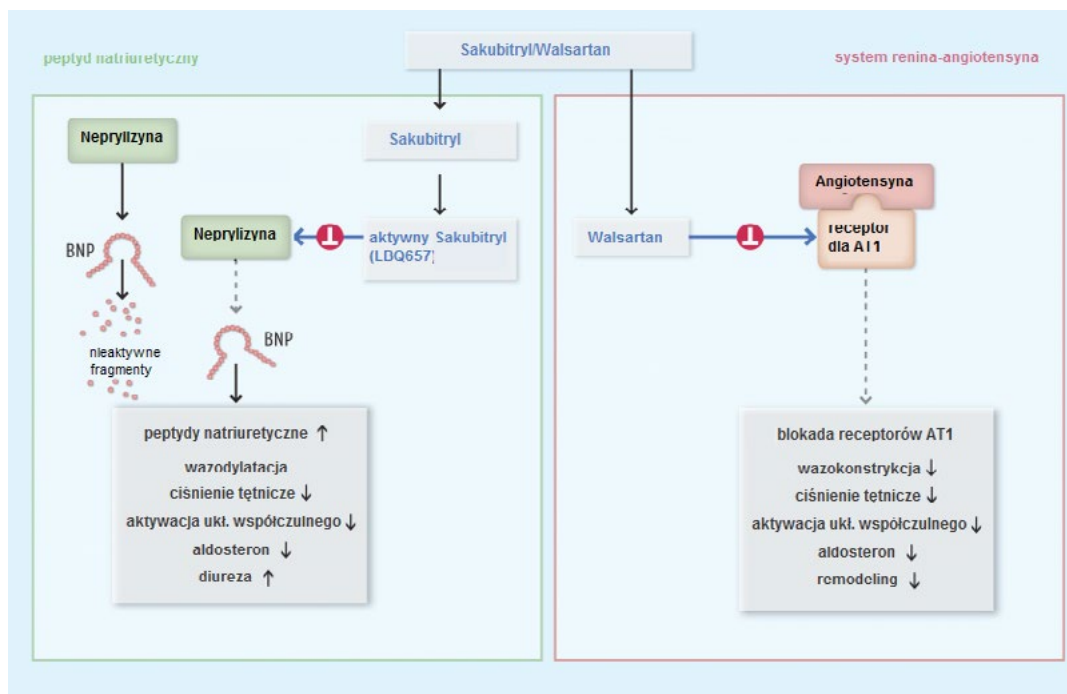 Sakubitryl/Walsartan
peptyd natriuretyczny
system renina-angiotensyna
Neprylizyna
Sakubitryl
BNP
Neprylizyna
aktywny Sakubitryl
(LBQ657)
BNP
nieaktywne
fragmenty
peptydy natriuretyczne ↑
wazodylatacja
ciśnienie tętnicze ↓
aktywacja ukł. współczulnego ↓
aldosteron ↓
diureza ↑
Walsartan
Angiotensyna
receptor
dla AT1
blokada receptorów AT1
wazokonstrykcja ↓
ciśnienie tętnicze ↓
aktywacja ukł. współczulnego ↓
aldosteron ↓
remodeling ↓